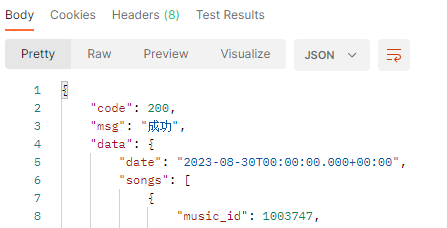 Body Cookies Headers (8) Test Results
Pretty Raw Preview Visualize JSON
1 {
2 "code": 200,
3 "msg": "成功",
4 "data": {
5 "date": "2023-08-30T00:00:00.000+00:00",
6 "songs": [
7 {
8 "music_id": 1003747,